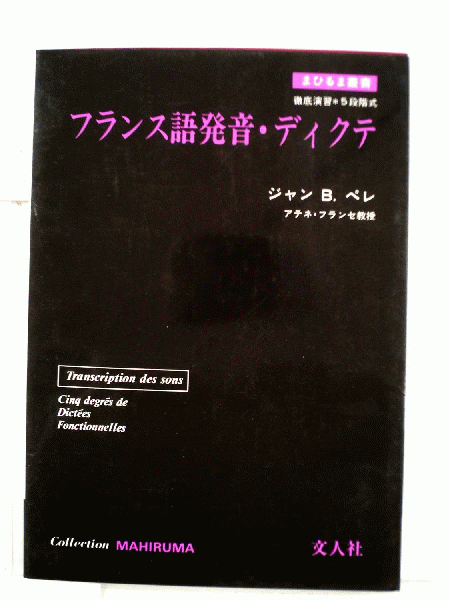 まひるま叢書
徹底演習*5段階式
フランス語発音・ディクテ
ジャン B. ペレ
アテネ・フランセ教授
Transcription des sons
Cinq degrés de
Dictées
Fonctionnelles
Collection MAHIRUMA
文人社